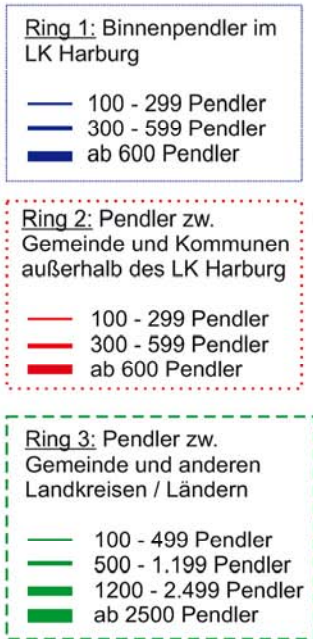 Ring 1: Binnenpendler im
LK Harburg
100 - 299 Pendler
300 - 599 Pendler
ab 600 Pendler
Ring 2: Pendler zw.
Gemeinde und Kommunen
außerhalb des LK Harburg
100 - 299 Pendler
300 - 599 Pendler
ab 600 Pendler
Ring 3: Pendler zw.
Gemeinde und anderen
Landkreisen / Ländern
100 - 499 Pendler
500 - 1.199 Pendler
1200 - 2.499 Pendler
ab 2500 Pendler